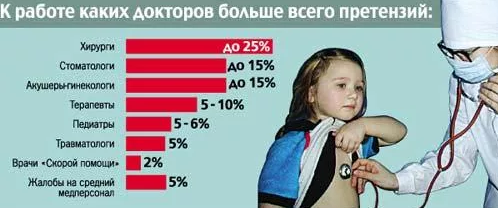 К работе каких докторов больше всего претензий:
Хирурги до 25%
Стоматологи до 15%
Акушеры-гинекологи до 15%
Терапевты 5-10%
Педиатры 5-6%
Травматологи 5%
Врачи «Скорой помощи» 2%
Жалобы на средний 5%
медперсонал